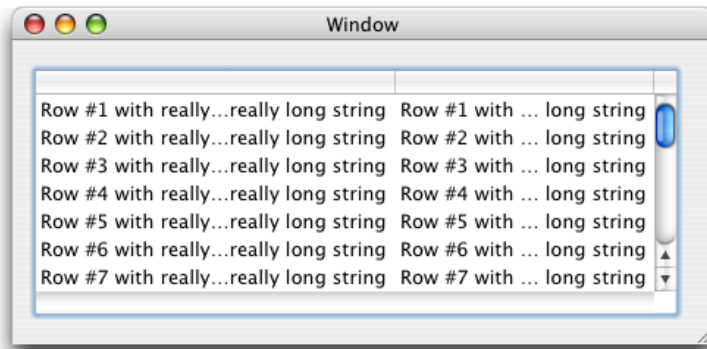 Window
Row #1 with really...really long string Row #1 with ... long string
Row #2 with really...really long string Row #2 with ... long string
Row #3 with really...really long string Row #3 with ... long string
Row #4 with really...really long string Row #4 with ... long string
Row #5 with really...really long string Row #5 with ... long string
Row #6 with really...really long string Row #6 with ... long string
Row #7 with really...really long string Row #7 with ... long string